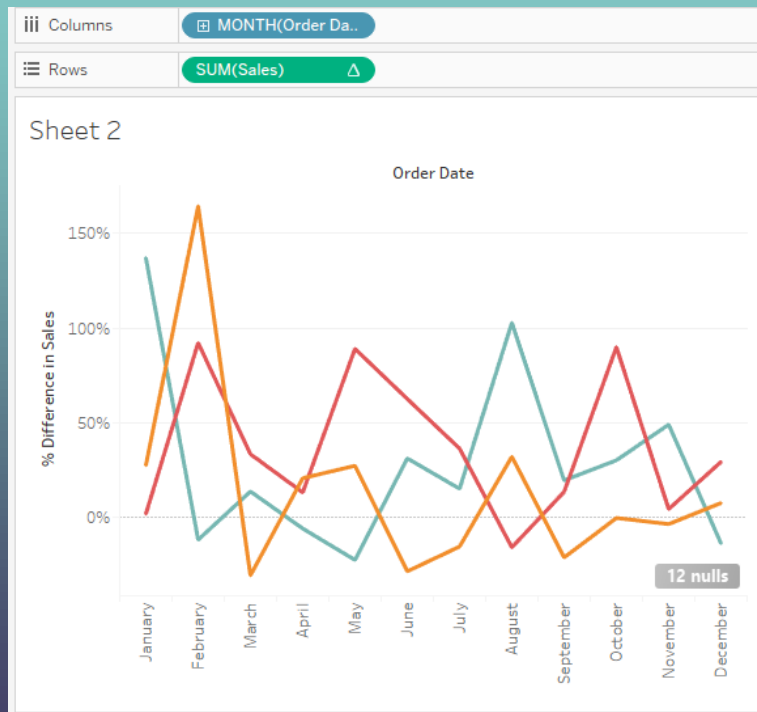 Columns
MONTH(Order Da..
Rows
SUM(Sales)
Sheet 2
Order Date
% Difference in Sales
150%
100%
50%
0%
12 nulls
January
February
March
April
May
June
July
August
September
October
November
December